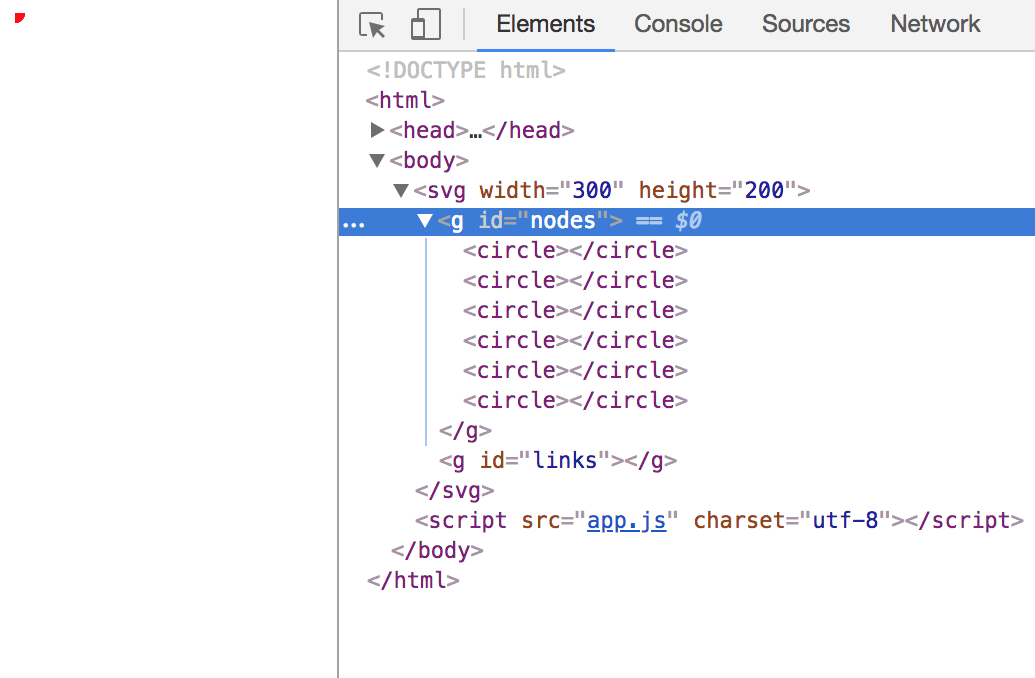 Elements Console Sources Network
<!DOCTYPE html>
<html>
<head>…</head>
<body>
<svg width="300" height="200">
… <g id="nodes"> == $0
<circle></circle>
<circle></circle>
<circle></circle>
<circle></circle>
<circle></circle>
<circle></circle>
</g>
<g id="links"></g>
</svg>
<script src="app.js" charset="utf-8"></script>
</body>
</html>